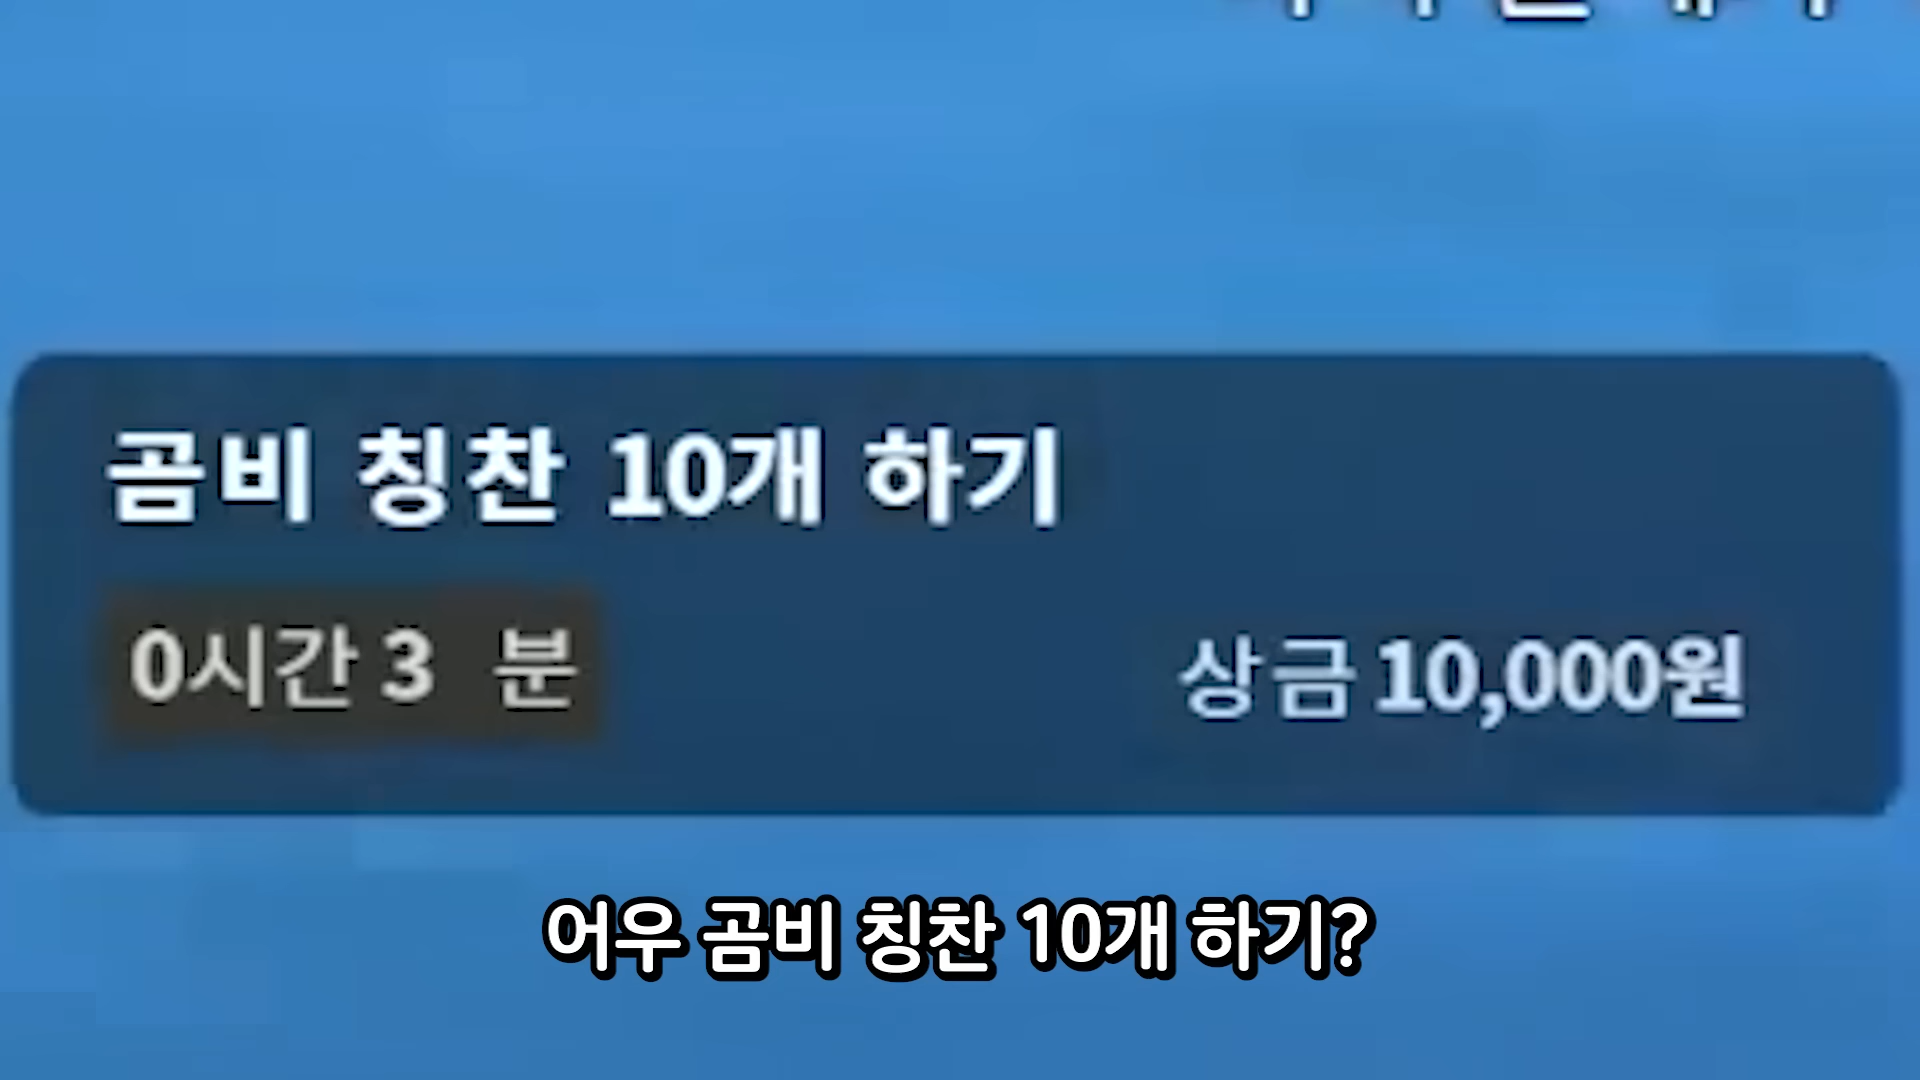 곰비 칭찬 10개 하기
0시간 3 분
상금 10,000원
어우 곰비 칭찬 10개 하기?